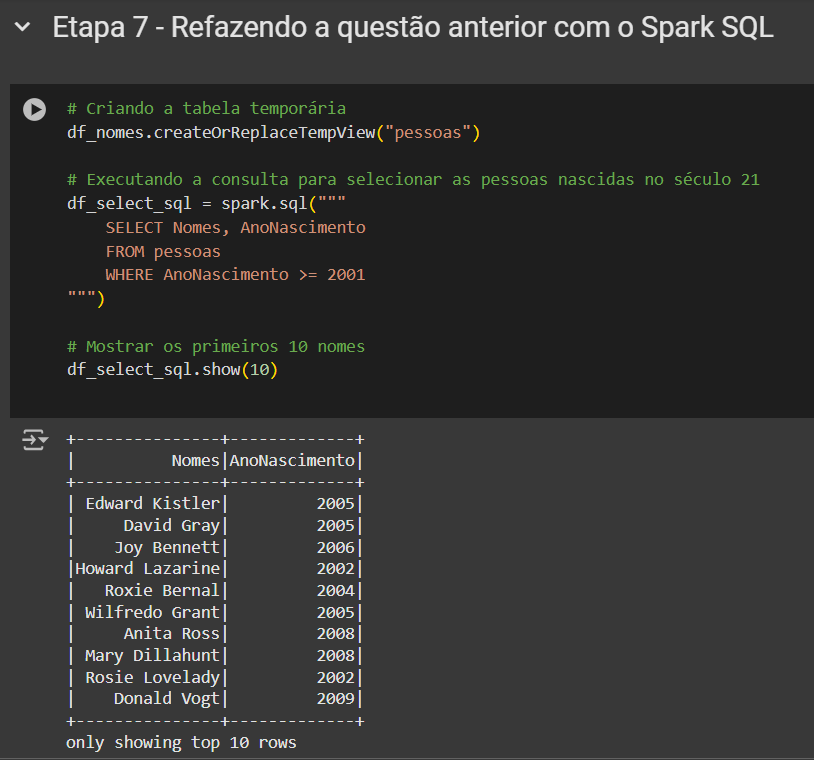 Etapa 7 - Refazendo a questão anterior com o Spark SQL
# Criando a tabela temporária
df_nomes.createOrReplaceTempView("pessoas")
# Executando a consulta para selecionar as pessoas nascidas no século 21
df_select_sql = spark.sql("""
    SELECT Nomes, AnoNascimento
    FROM pessoas
    WHERE AnoNascimento >= 2001
""")
# Mostrar os primeiros 10 nomes
df_select_sql.show(10)
+---------------+-------------+
|          Nomes|AnoNascimento|
+---------------+-------------+
| Edward Kistler|         2005|
|     David Gray|         2005|
|    Joy Bennett|         2006|
|Howard Lazarine|         2002|
|   Roxie Bernal|         2004|
| Wilfredo Grant|         2005|
|     Anita Ross|         2008|
| Mary Dillahunt|         2008|
| Rosie Lovelady|         2002|
|    Donald Vogt|         2009|
+---------------+-------------+
only showing top 10 rows